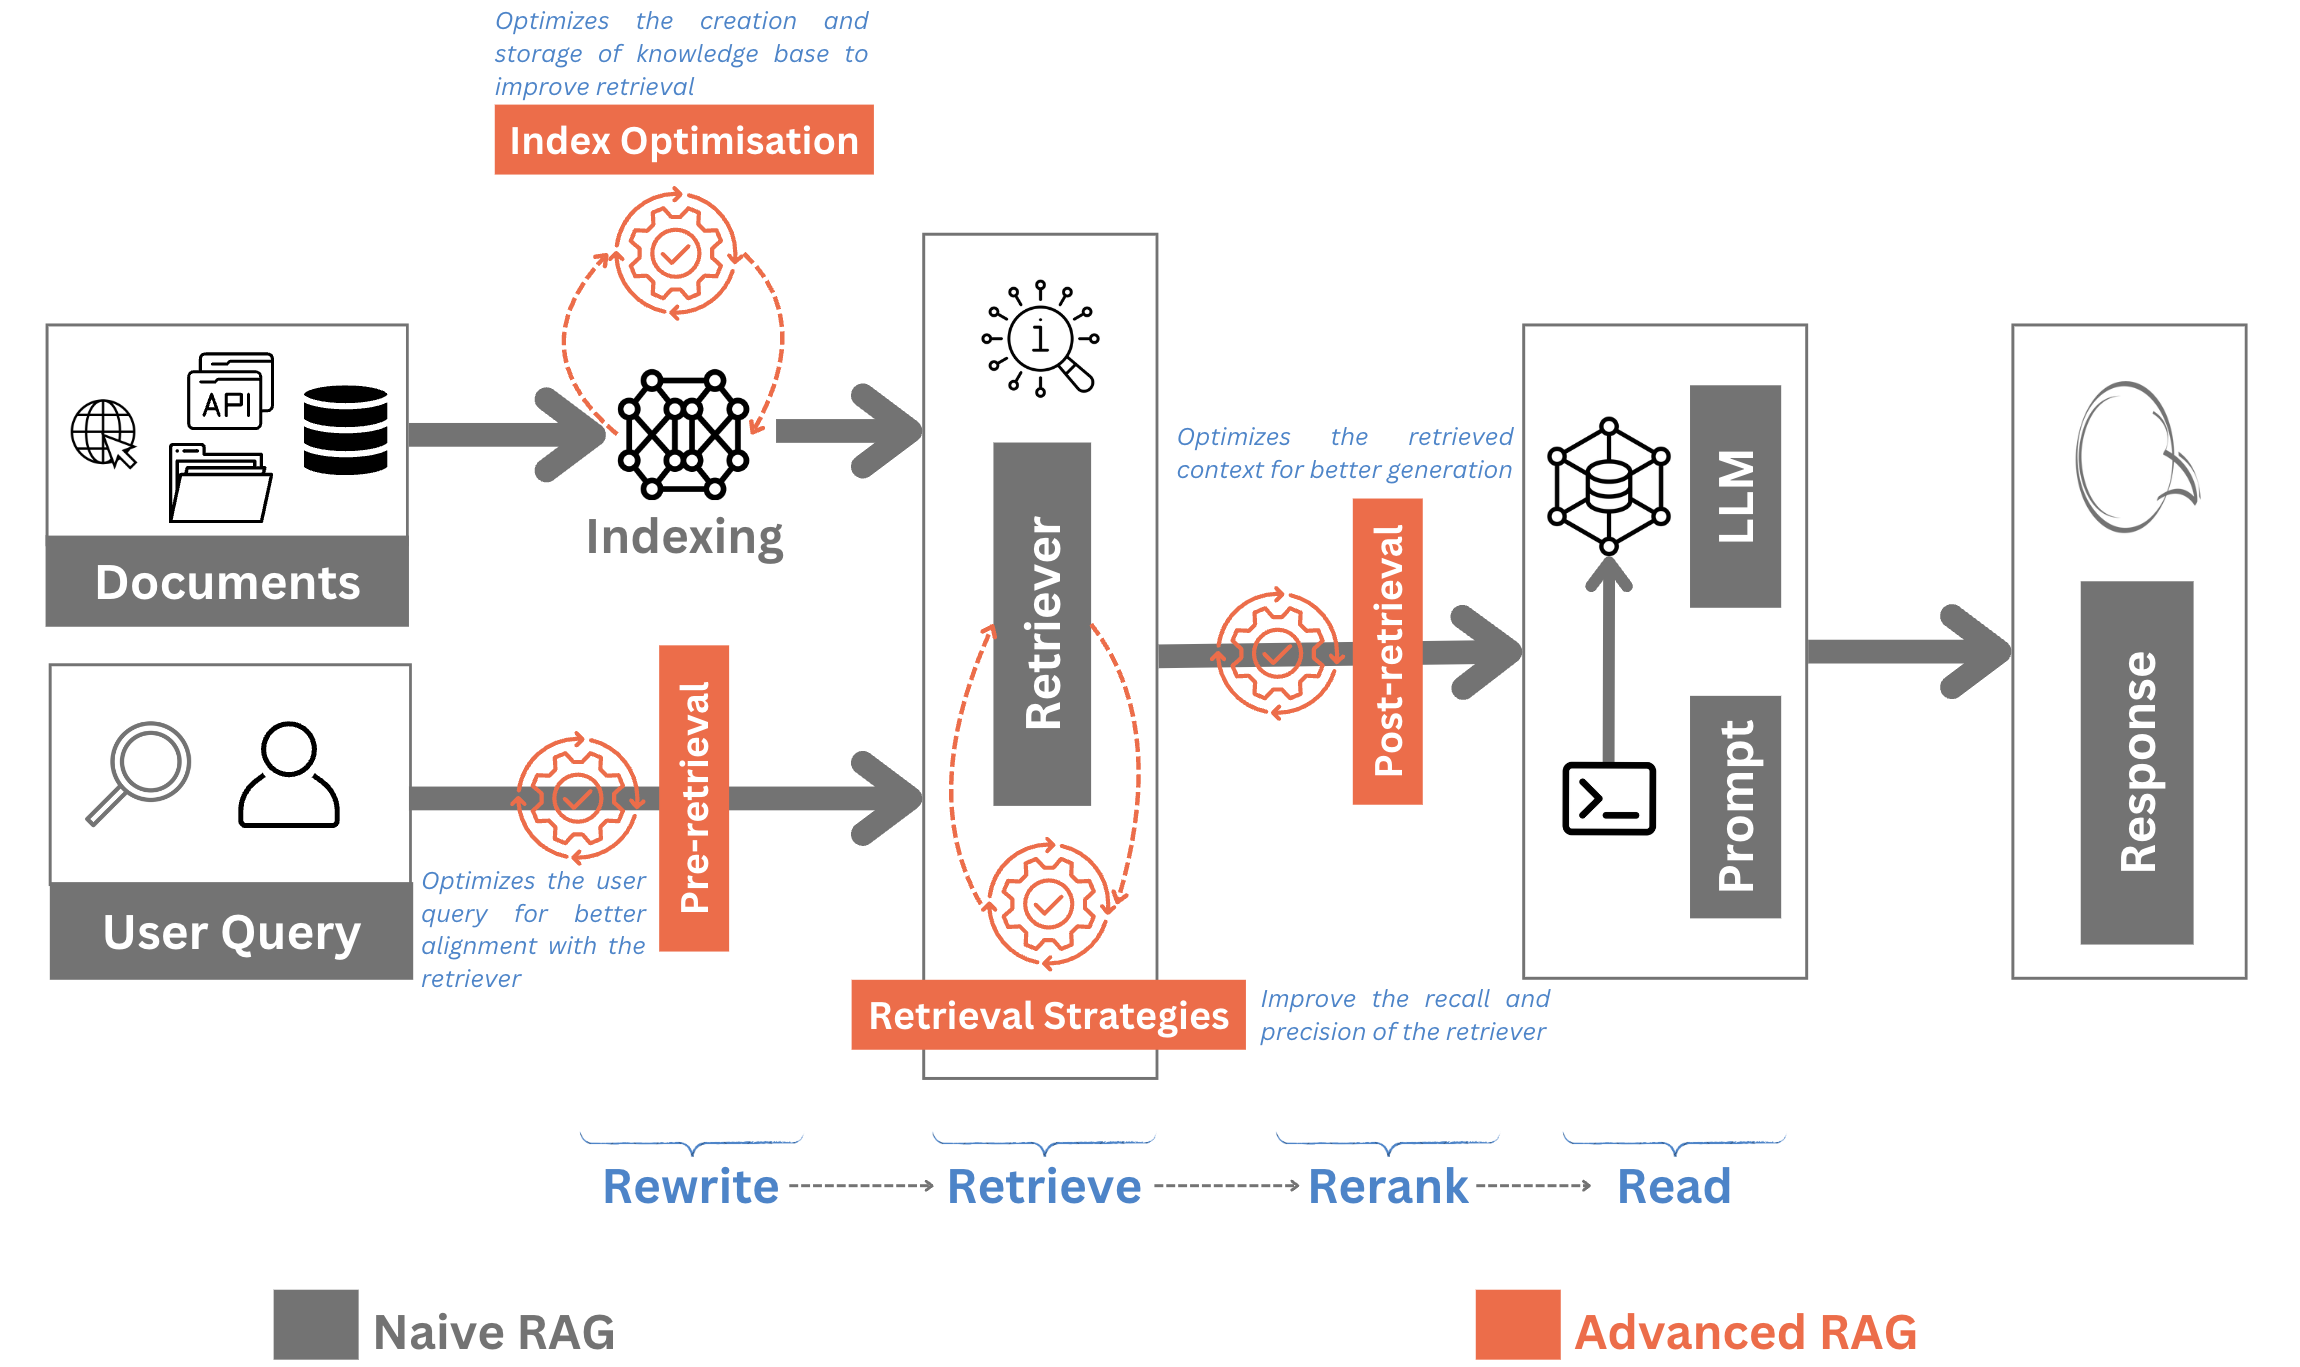 Optimizes the creation and
storage of knowledge base to
improve retrieval
Index Optimisation
API
Documents
Indexing
Retriever
Optimizes the retrieved
context for better generation
Post-retrieval
LLM
Prompt
Response
User Query
Optimizes the user
query for better
alignment with the
retriever
Pre-retrieval
Retrieval Strategies
Improve the recall and
precision of the retriever
Rewrite
Retrieve
Rerank
Read
Naive RAG
Advanced RAG